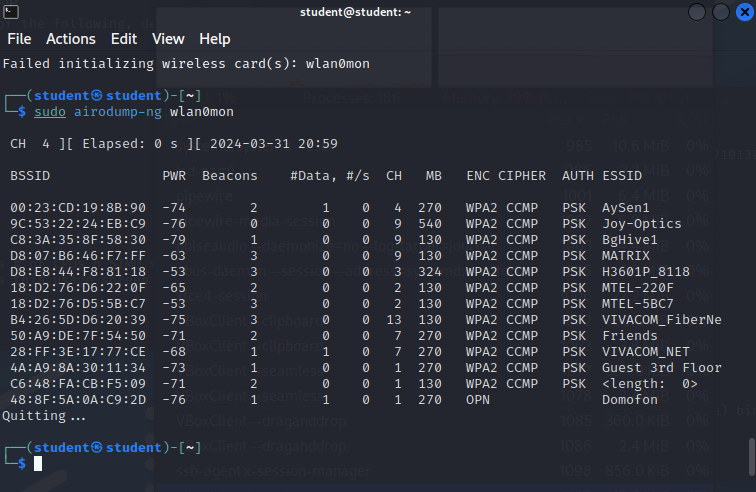 student@student: ~
File Actions Edit View Help
Failed initializing wireless card(s): wlan0mon
┌──(student㉿student)-[~]
└─$ sudo airodump-ng wlan0mon
CH  4 ][ Elapsed: 0 s ][ 2024-03-31 20:59
BSSID              PWR  Beacons    #Data, #/s  CH   MB   ENC CIPHER  AUTH ESSID
00:23:CD:19:8B:90  -74        2        1    0   4  270   WPA2 CCMP   PSK  AySen1
9C:53:22:24:EB:C9  -76        0        0    0   9  540   WPA2 CCMP   PSK  Joy-Optics
C8:3A:35:8F:58:30  -79        1        0    0   9  130   WPA2 CCMP   PSK  BgHive1
D8:07:B6:46:F7:FF  -63        3        0    0   9  130   WPA2 CCMP   PSK  MATRIX
D8:E8:44:F8:81:18  -53        2        0    0   3  324   WPA2 CCMP   PSK  H3601P_8118
18:D2:76:D6:22:0F  -65        2        0    0   2  130   WPA2 CCMP   PSK  MTEL-220F
18:D2:76:D5:5B:C7  -53        3        0    0   2  130   WPA2 CCMP   PSK  MTEL-5BC7
B4:26:5D:D6:20:39  -75        3        0    0  13  130   WPA2 CCMP   PSK  VIVACOM_FiberNe
50:A9:DE:7F:54:50  -71        2        0    0   7  270   WPA2 CCMP   PSK  Friends
28:FF:3E:17:77:CE  -68        1        1    0   7  270   WPA2 CCMP   PSK  VIVACOM_NET
4A:A9:8A:30:11:34  -73        1        0    0   1  270   WPA2 CCMP   PSK  Guest 3rd Floor
C6:48:FA:CB:F5:09  -71        2        0    0   1  130   WPA2 CCMP   PSK  <length:  0>
48:8F:5A:0A:C9:2D  -76        1        1    0   1  270   OPN              Domofon
Quitting...
┌──(student㉿student)-[~]
└─$